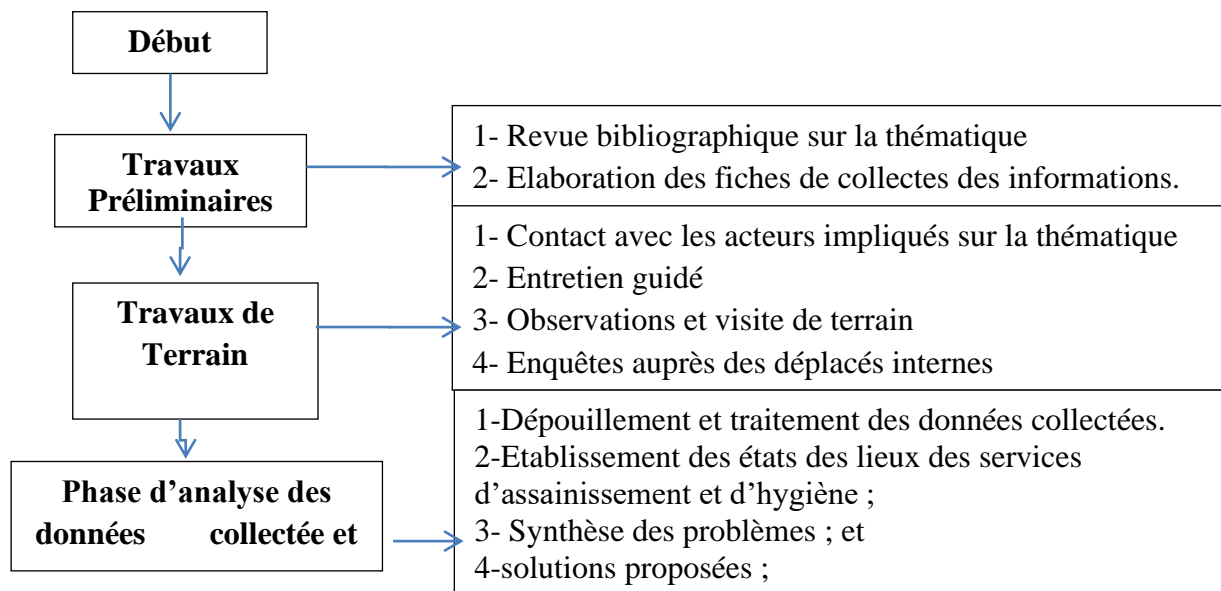 Début
Travaux
Préliminaires
1- Revue bibliographique sur la thématique
2- Elaboration des fiches de collectes des informations.
Travaux de
Terrain
1- Contact avec les acteurs impliqués sur la thématique
2- Entretien guidé
3- Observations et visite de terrain
4- Enquêtes auprès des déplacés internes
Phase d’analyse des
données collectée et
1-Dépouillement et traitement des données collectées.
2-Etablissement des états des lieux des services
d’assainissement et d’hygiène ;
3- Synthèse des problèmes ; et
4-solutions proposées ;